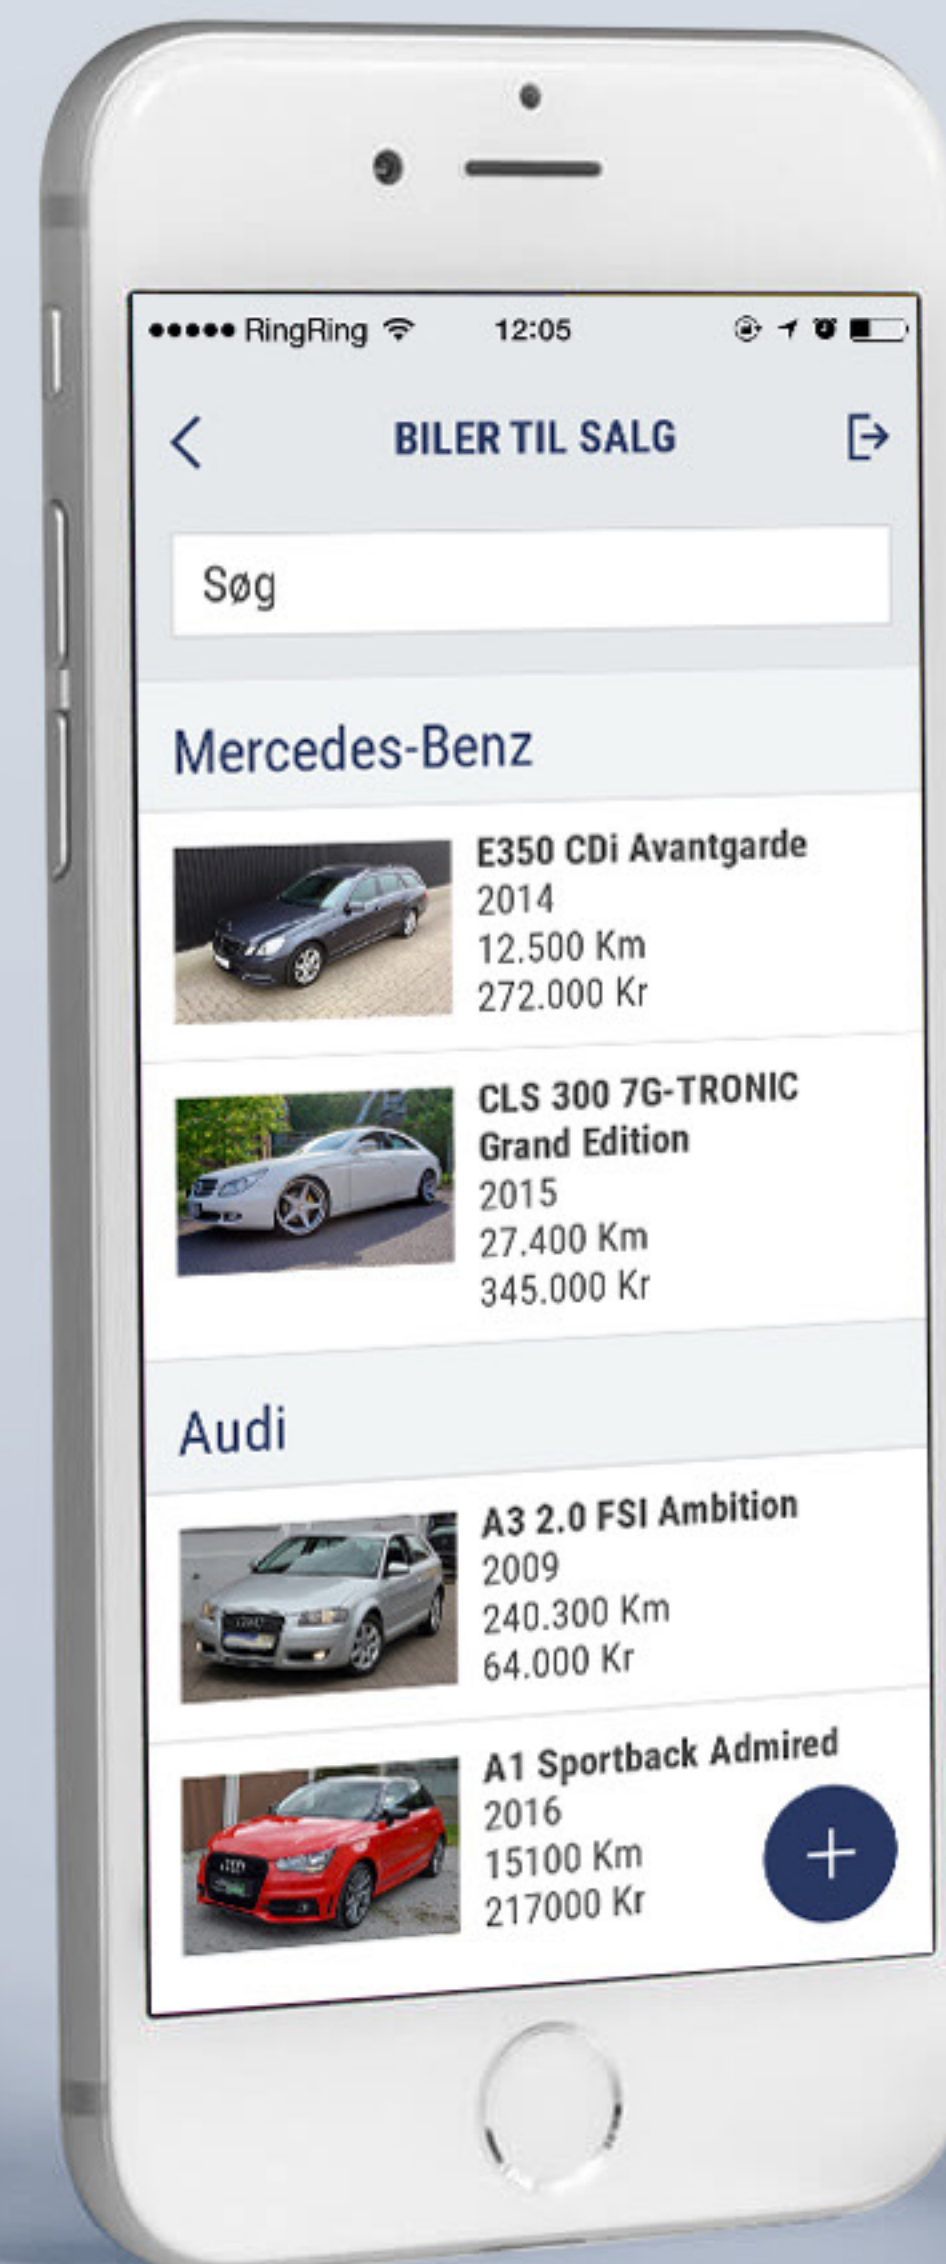 RingRing 12:05
BILER TIL SALG
Søg
Mercedes-Benz
E350 CDi Avantgarde
2014
12.500 Km
272.000 Kr
CLS 300 7G-TRONIC
Grand Edition
2015
27.400 Km
345.000 Kr
Audi
A3 2.0 FSI Ambition
2009
240.300 Km
64.000 Kr
A1 Sportback Admired
2016
15100 Km
217000 Kr